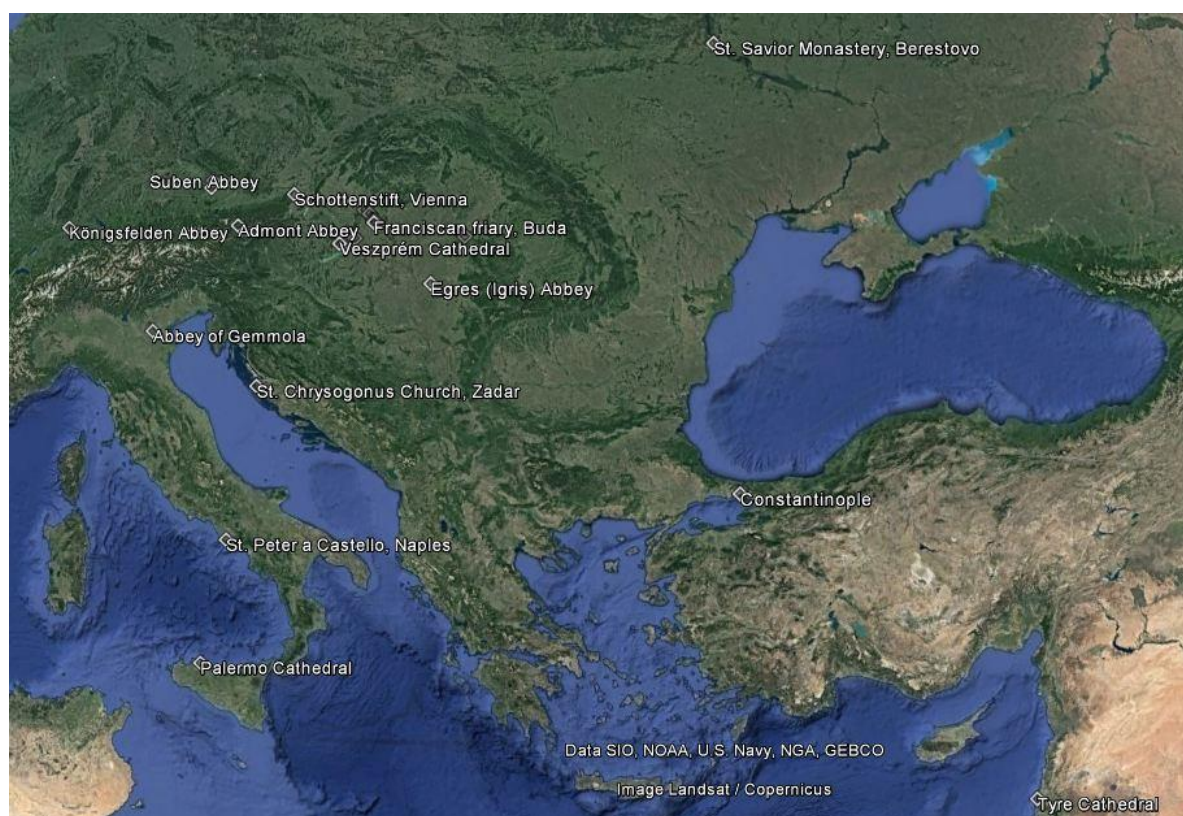 St. Savior Monastery, Berestovo
Suben Abbey
Schottenstift, Vienna
Königsfelden Abbey
Admont Abbey
Franciscan friary, Buda
Veszprém Cathedral
Egres (Igris) Abbey
Abbey of Gemmola
St. Chrysogonus Church, Zadar
Constantinople
St. Peter a Castello, Naples
Palermo Cathedral
Data SIO, NOAA, U.S. Navy, NGA, GEBCO
Image Landsat / Copernicus
Tyre Cathedral